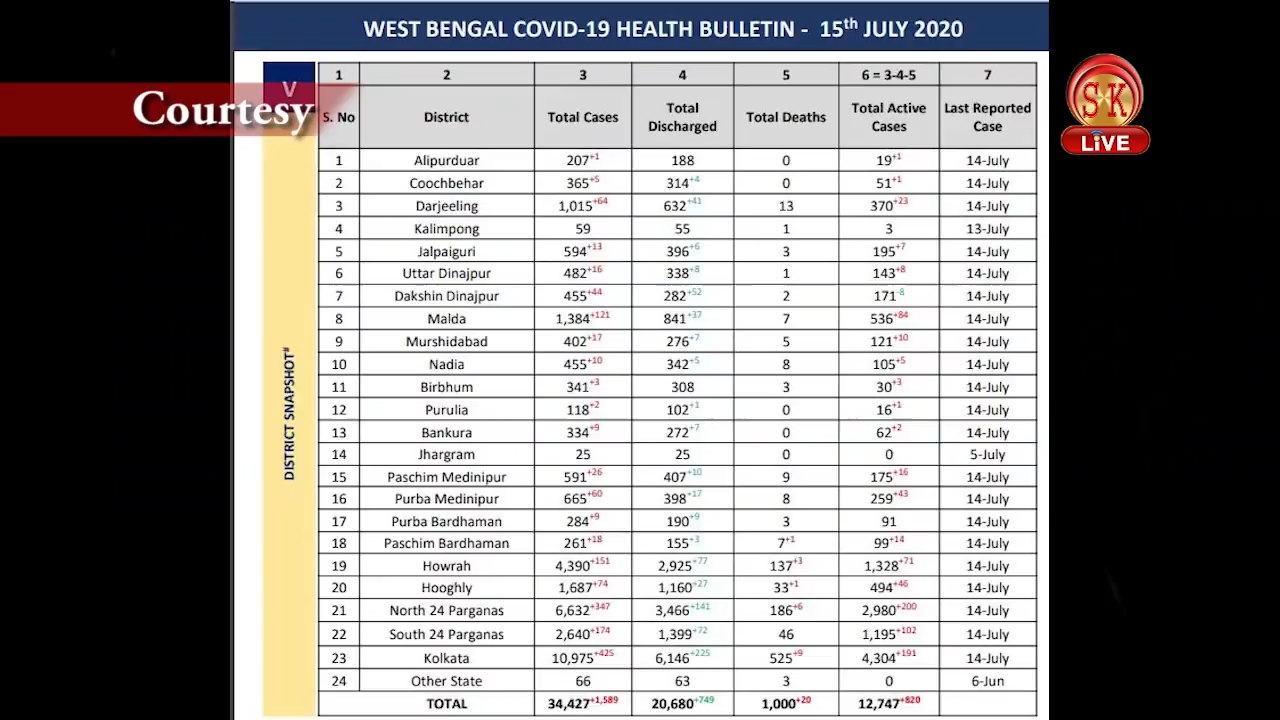 WEST BENGAL COVID-19 HEALTH BULLETIN - 15th JULY 2020
1 2 3 4 5 6 = 3-4-5 7
V
Courtesy
S. No District Total Cases Total Discharged Total Deaths Total Active Cases Last Reported Case
SK
LiVE
DISTRICT SNAPSHOT#
1 Alipurduar 207+1 188 0 19+1 14-July
2 Coochbehar 365+5 314+4 0 51+1 14-July
3 Darjeeling 1,015+64 632+41 13 370+23 14-July
4 Kalimpong 59 55 1 3 13-July
5 Jalpaiguri 594+13 396+6 3 195+7 14-July
6 Uttar Dinajpur 482+16 338+8 1 143+8 14-July
7 Dakshin Dinajpur 455+44 282+52 2 171-8 14-July
8 Malda 1,384+121 841+37 7 536+84 14-July
9 Murshidabad 402+17 276+7 5 121+10 14-July
10 Nadia 455+10 342+5 8 105+5 14-July
11 Birbhum 341+3 308 3 30+3 14-July
12 Purulia 118+2 102+1 0 16+1 14-July
13 Bankura 334+9 272+7 0 62+2 14-July
14 Jhargram 25 25 0 0 5-July
15 Paschim Medinipur 591+26 407+10 9 175+16 14-July
16 Purba Medinipur 665+60 398+17 8 259+43 14-July
17 Purba Bardhaman 284+9 190+9 3 91 14-July
18 Paschim Bardhaman 261+18 155+3 7+1 99+14 14-July
19 Howrah 4,390+151 2,925+77 137+3 1,328+71 14-July
20 Hooghly 1,687+74 1,160+27 33+1 494+46 14-July
21 North 24 Parganas 6,632+347 3,466+141 186+6 2,980+200 14-July
22 South 24 Parganas 2,640+174 1,399+72 46 1,195+102 14-July
23 Kolkata 10,975+425 6,146+225 525+9 4,304+191 14-July
24 Other State 66 63 3 0 6-Jun
TOTAL 34,427+1,589 20,680+749 1,000+20 12,747+820